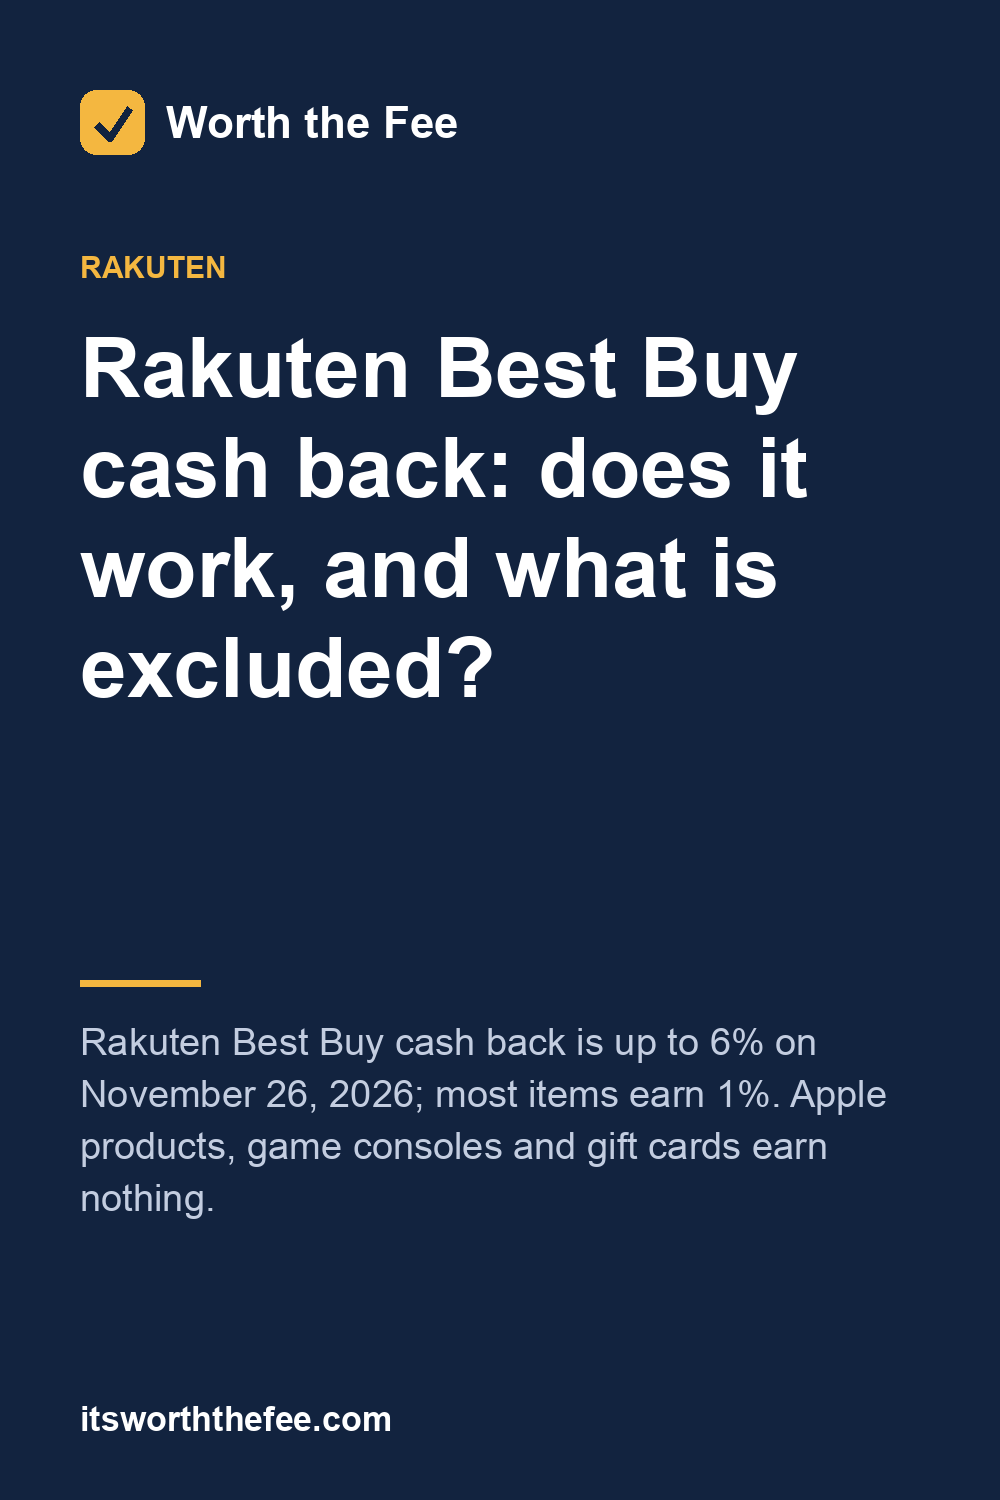 Worth the Fee
RAKUTEN
Rakuten Best Buy
cash back: does it
work, and what is
excluded?
Rakuten Best Buy cash back is up to 6% on
November 26, 2026; most items earn 1%. Apple
products, game consoles and gift cards earn
nothing.
itsworththefee.com